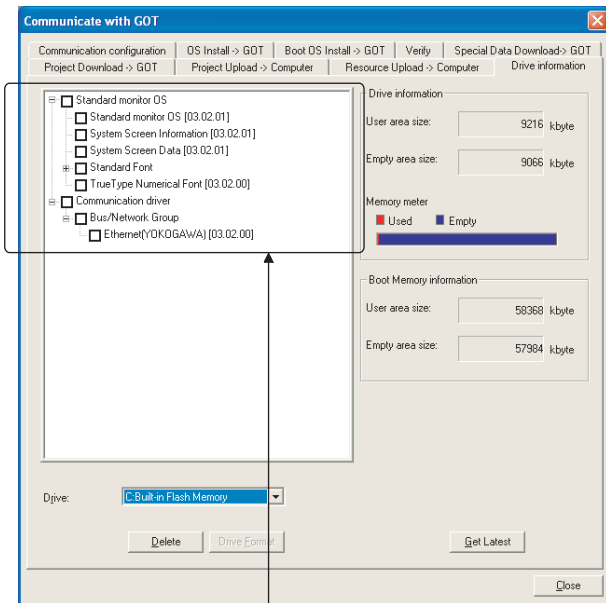 Communicate with GOT
Communication configuration OS Install -> GOT Boot OS Install -> GOT Verify Special Data Download-> GOT
Project Download -> GOT Project Upload -> Computer Resource Upload -> Computer Drive information
Standard monitor OS
Standard monitor OS [03.02.01]
System Screen Information [03.02.01]
System Screen Data [03.02.01]
Standard Font
TrueType Numerical Font [03.02.00]
Communication driver
Bus/Network Group
Ethernet(YOKOGAWA) [03.02.00]
Drive information
User area size: 9216 kbyte
Empty area size: 9066 kbyte
Memory meter
Used Empty
Boot Memory information
User area size: 58368 kbyte
Empty area size: 57984 kbyte
Drive: C:Built-in Flash Memory
Delete Drive Format Get Latest
Close